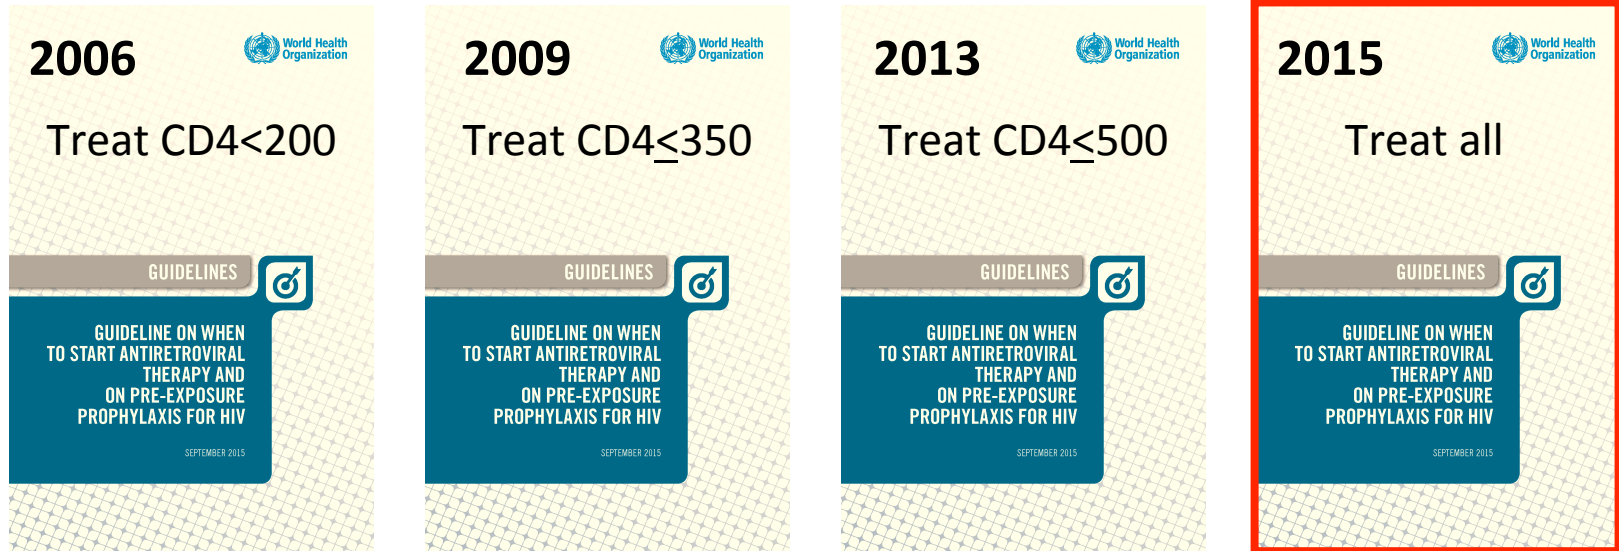 2006
World Health
Organization
Treat CD4<200
GUIDELINES
GUIDELINE ON WHEN
TO START ANTIRETROVIRAL
THERAPY AND
ON PRE-EXPOSURE
PROPHYLAXIS FOR HIV
SEPTEMBER 2015
2009
World Health
Organization
Treat CD4≤350
GUIDELINES
GUIDELINE ON WHEN
TO START ANTIRETROVIRAL
THERAPY AND
ON PRE-EXPOSURE
PROPHYLAXIS FOR HIV
SEPTEMBER 2015
2013
World Health
Organization
Treat CD4≤500
GUIDELINES
GUIDELINE ON WHEN
TO START ANTIRETROVIRAL
THERAPY AND
ON PRE-EXPOSURE
PROPHYLAXIS FOR HIV
SEPTEMBER 2015
2015
World Health
Organization
Treat all
GUIDELINES
GUIDELINE ON WHEN
TO START ANTIRETROVIRAL
THERAPY AND
ON PRE-EXPOSURE
PROPHYLAXIS FOR HIV
SEPTEMBER 2015